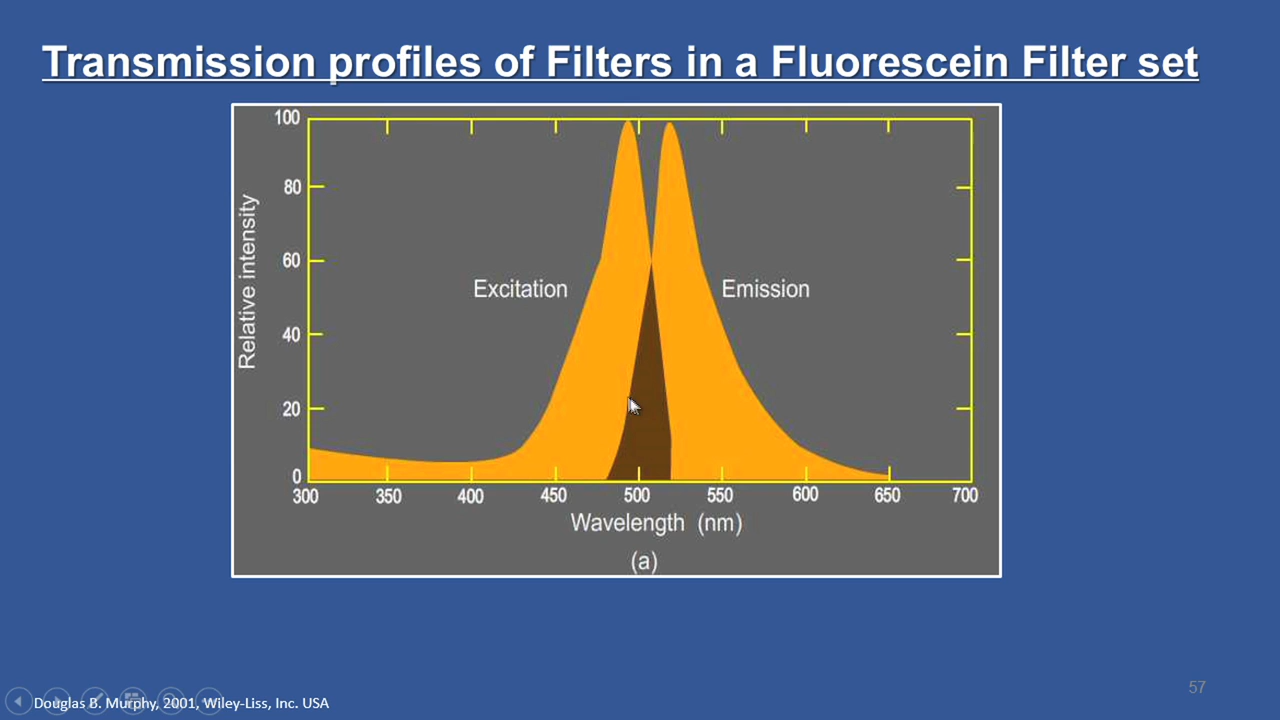 Transmission profiles of Filters in a Fluorescein Filter set
100
80
60
40
20
0
Relative intensity
Excitation
Emission
300 350 400 450 500 550 600 650 700
Wavelength (nm)
(a)
57
Douglas B. Murphy, 2001, Wiley-Liss, Inc. USA